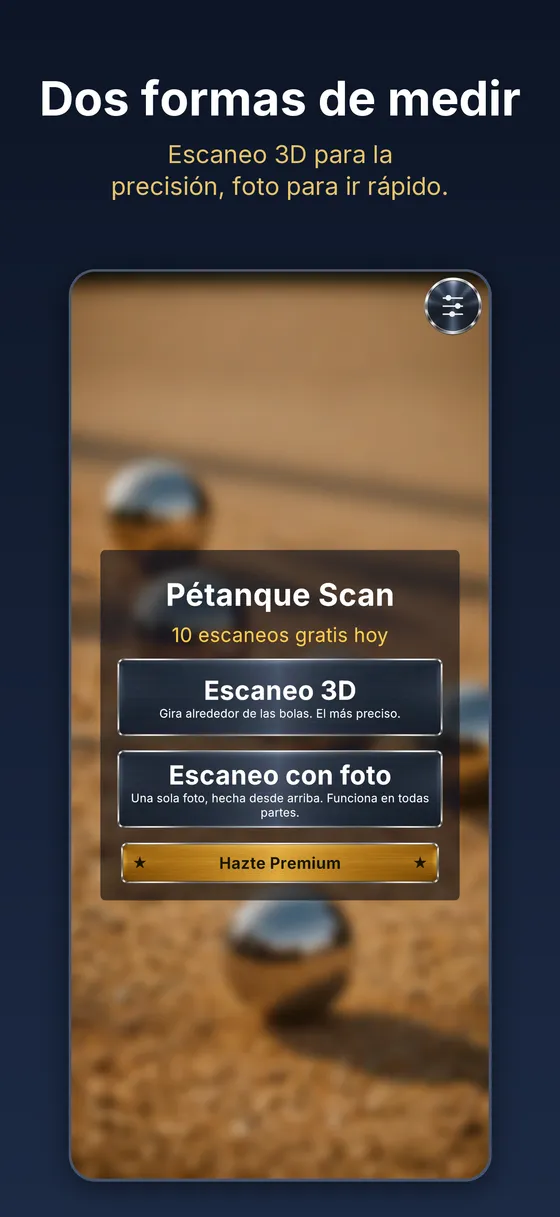 Dos formas de medir
Escaneo 3D para la
precisión, foto para ir rápido.
Pétanque Scan
10 escaneos gratis hoy
Escaneo 3D
Gira alrededor de las bolas. El más preciso.
Escaneo con foto
Una sola foto, hecha desde arriba. Funciona en todas
partes.
★ Hazte Premium ★